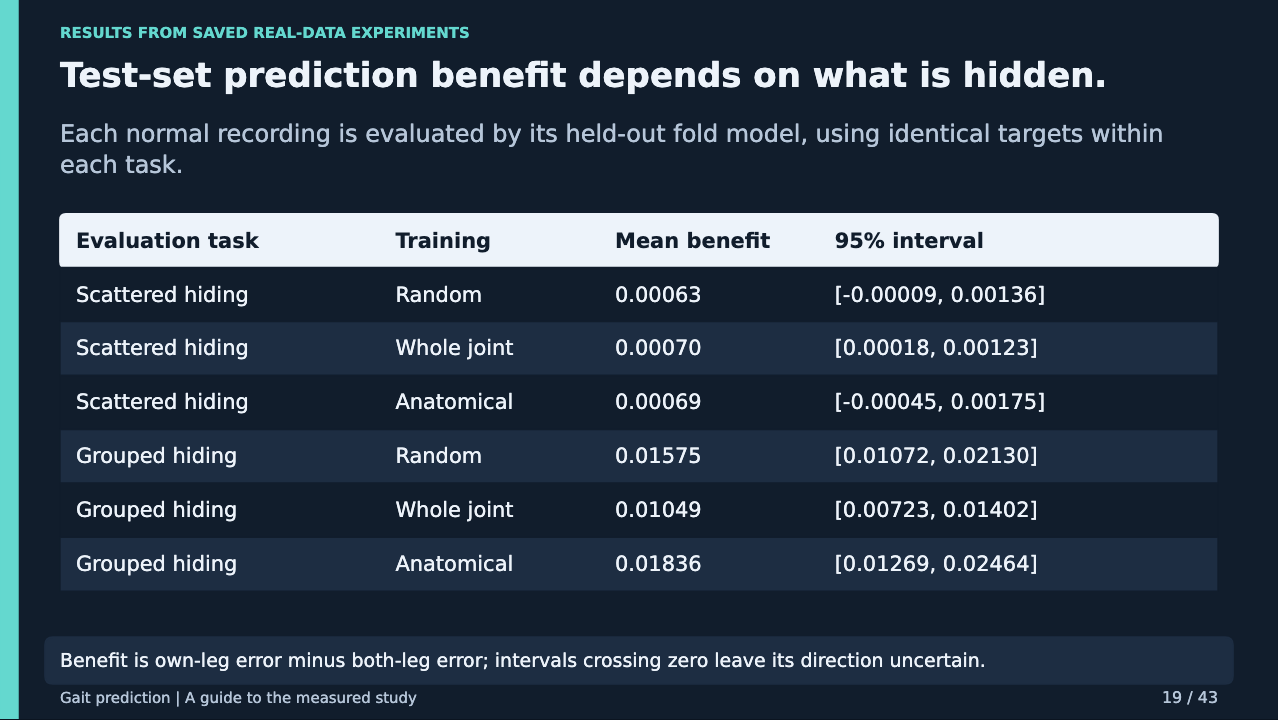 RESULTS FROM SAVED REAL-DATA EXPERIMENTS
Test-set prediction benefit depends on what is hidden.
Each normal recording is evaluated by its held-out fold model, using identical targets within
each task.
Evaluation task Training Mean benefit 95% interval
Scattered hiding Random 0.00063 [-0.00009, 0.00136]
Scattered hiding Whole joint 0.00070 [0.00018, 0.00123]
Scattered hiding Anatomical 0.00069 [-0.00045, 0.00175]
Grouped hiding Random 0.01575 [0.01072, 0.02130]
Grouped hiding Whole joint 0.01049 [0.00723, 0.01402]
Grouped hiding Anatomical 0.01836 [0.01269, 0.02464]
Benefit is own-leg error minus both-leg error; intervals crossing zero leave its direction uncertain.
Gait prediction | A guide to the measured study 19 / 43